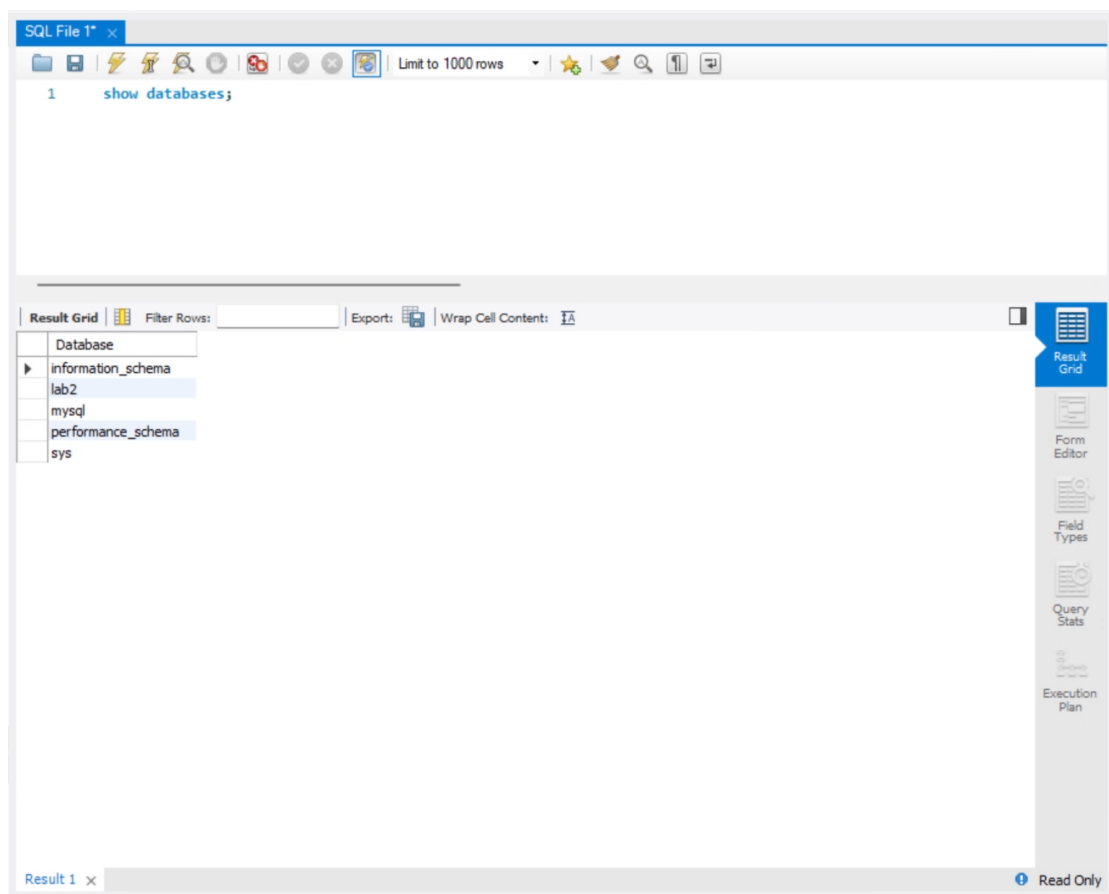 SQL File 1*
Limit to 1000 rows
1 show databases;
Result Grid Filter Rows: Export: Wrap Cell Content:
Database
information_schema
lab2
mysql
performance_schema
sys
Result
Grid
Form
Editor
Field
Types
Query
Stats
Execution
Plan
Result 1
Read Only